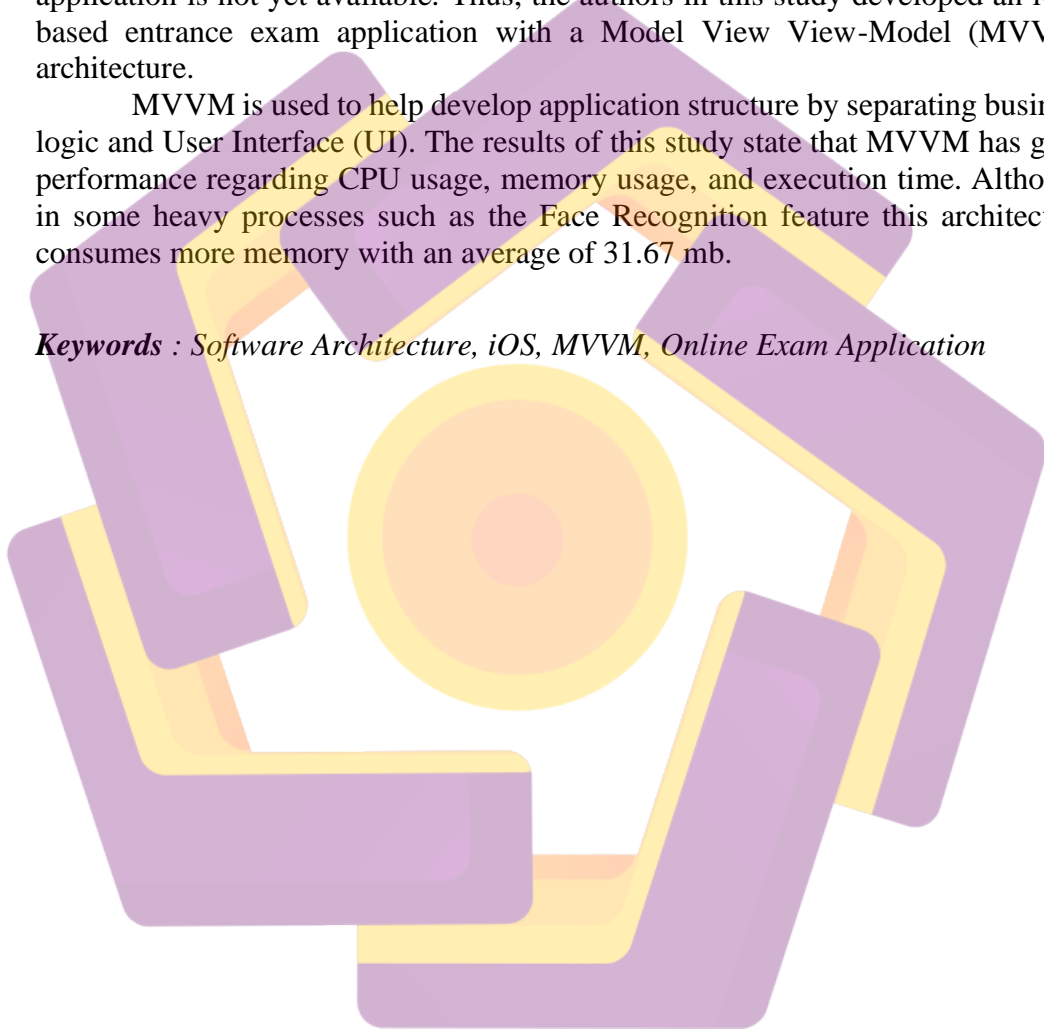 application is not yet available. Thus, the authors in this study developed an
based entrance exam application with a Model View View-Model
architecture.
MVVM is used to help develop application structure by separating
logic and User Interface (UI). The results of this study state that MVVM has
performance regarding CPU usage, memory usage, and execution time.
in some heavy processes such as the Face Recognition feature this
consumes more memory with an average of 31.67 mb.
Keywords : Software Architecture, iOS, MVVM, Online Exam Application